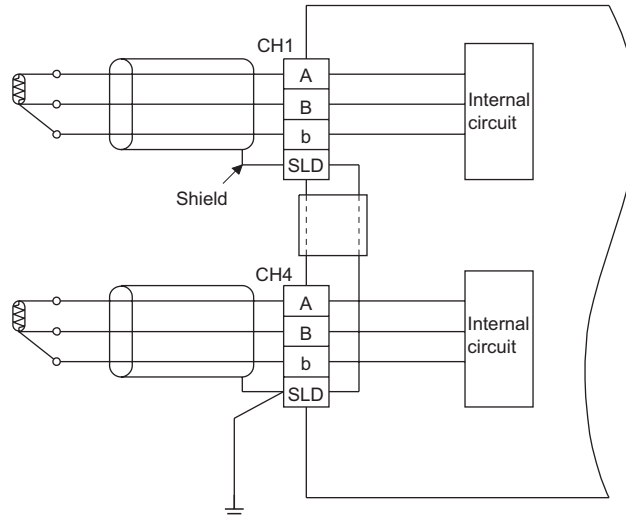 CH1
A
B
b
SLD
Internal
circuit
Shield
CH4
A
B
b
SLD
Internal
circuit